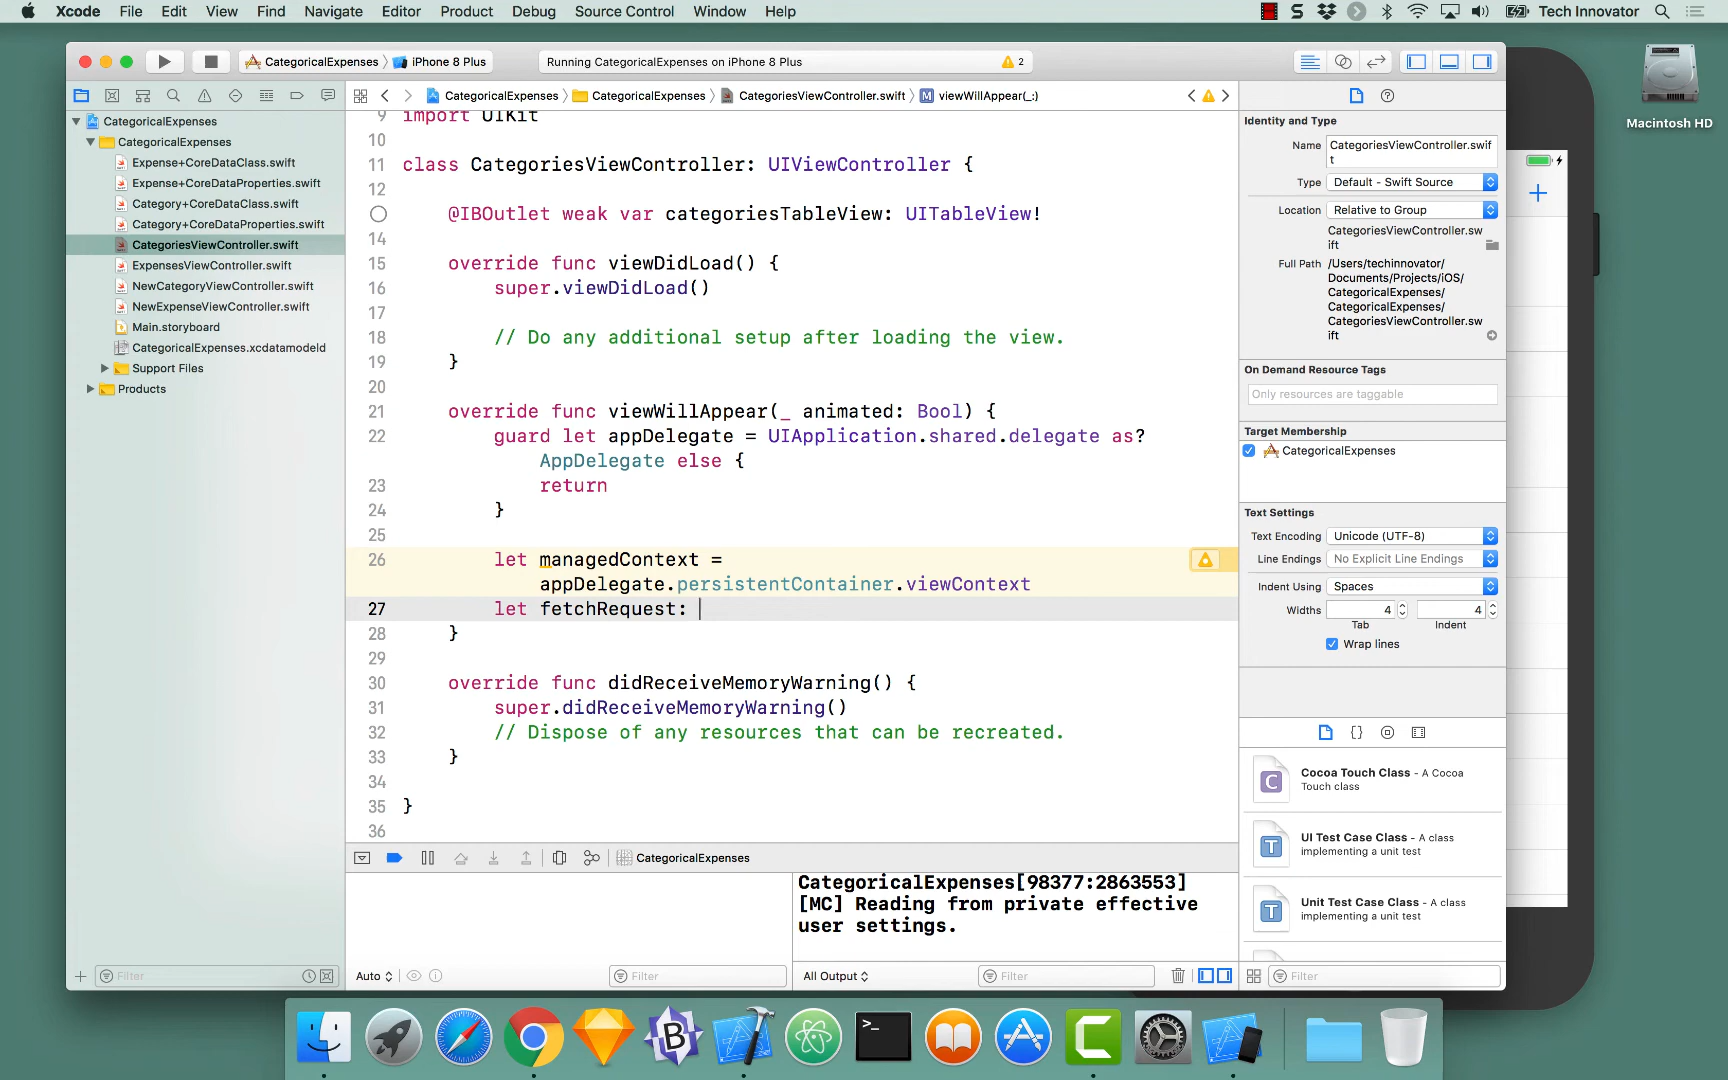 Xcode File Edit View Find Navigate Editor Product Debug Source Control Window Help Tech Innovator
Macintosh HD
CategoricalExpenses iPhone 8 Plus
Running CategoricalExpenses on iPhone 8 Plus 2
CategoricalExpenses
CategoricalExpenses
Expense+CoreDataClass.swift
Expense+CoreDataProperties.swift
Category+CoreDataClass.swift
Category+CoreDataProperties.swift
CategoriesViewController.swift
ExpensesViewController.swift
NewCategoryViewController.swift
NewExpenseViewController.swift
Main.storyboard
CategoricalExpenses.xcdatamodeld
Support Files
Products
Filter
CategoricalExpenses CategoricalExpenses CategoriesViewController.swift M viewWillAppear(_:)
9 import UIKit
10
11 class CategoriesViewController: UIViewController {
12
@IBOutlet weak var categoriesTableView: UITableView!
14
15 override func viewDidLoad() {
16 super.viewDidLoad()
17
18 // Do any additional setup after loading the view.
19 }
20
21 override func viewWillAppear(_ animated: Bool) {
22 guard let appDelegate = UIApplication.shared.delegate as?
AppDelegate else {
23 return
24 }
25
26 let managedContext =
appDelegate.persistentContainer.viewContext
27 let fetchRequest:
28 }
29
30 override func didReceiveMemoryWarning() {
31 super.didReceiveMemoryWarning()
32 // Dispose of any resources that can be recreated.
33 }
34
35 }
36
CategoricalExpenses
CategoricalExpenses[98377:2863553]
[MC] Reading from private effective
user settings.
Auto Filter All Output Filter
Identity and Type
Name CategoriesViewController.swif
t
Type Default - Swift Source
Location Relative to Group
CategoriesViewController.sw
ift
Full Path /Users/techinnovator/
Documents/Projects/iOS/
CategoricalExpenses/
CategoricalExpenses/
CategoriesViewController.sw
ift
On Demand Resource Tags
Only resources are taggable
Target Membership
CategoricalExpenses
Text Settings
Text Encoding Unicode (UTF-8)
Line Endings No Explicit Line Endings
Indent Using Spaces
Widths 4 4
Tab Indent
Wrap lines
{}
C Cocoa Touch Class - A Cocoa
Touch class
T UI Test Case Class - A class
implementing a unit test
T Unit Test Case Class - A class
implementing a unit test
Filter